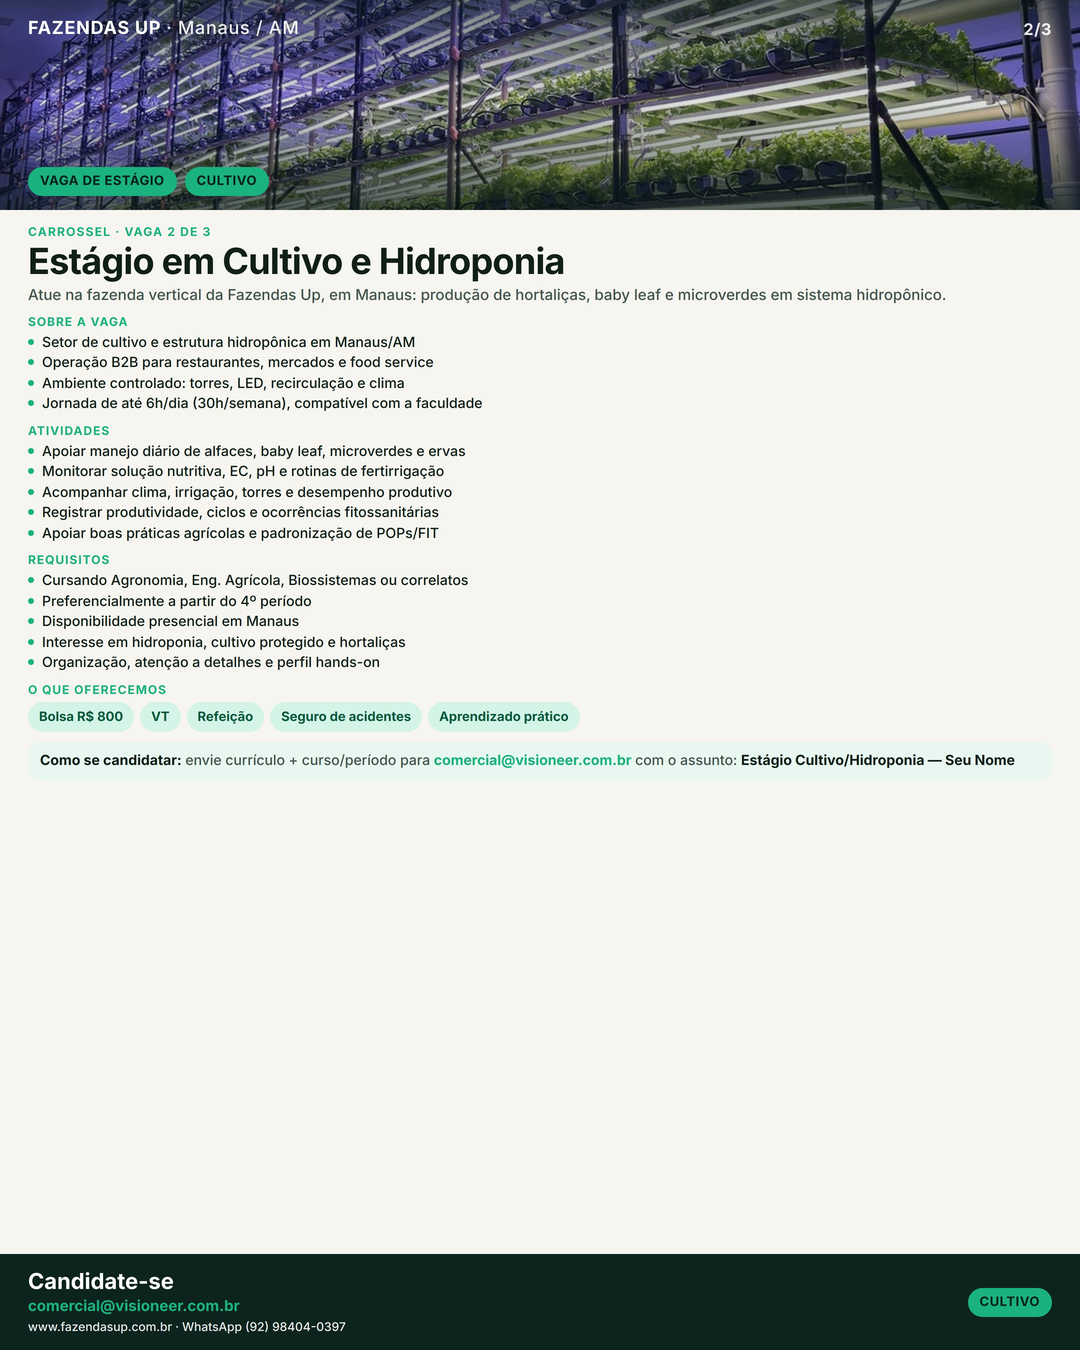 FAZENDAS UP · Manaus / AM
2/3
VAGA DE ESTÁGIO
CULTIVO
CARROSSEL · VAGA 2 DE 3
Estágio em Cultivo e Hidroponia
Atue na fazenda vertical da Fazendas Up, em Manaus: produção de hortaliças, baby leaf e microverdes em sistema hidropônico.
SOBRE A VAGA
• Setor de cultivo e estrutura hidropônica em Manaus/AM
• Operação B2B para restaurantes, mercados e food service
• Ambiente controlado: torres, LED, recirculação e clima
• Jornada de até 6h/dia (30h/semana), compatível com a faculdade
ATIVIDADES
• Apoiar manejo diário de alfaces, baby leaf, microverdes e ervas
• Monitorar solução nutritiva, EC, pH e rotinas de fertirrigação
• Acompanhar clima, irrigação, torres e desempenho produtivo
• Registrar produtividade, ciclos e ocorrências fitossanitárias
• Apoiar boas práticas agrícolas e padronização de POPs/FIT
REQUISITOS
• Cursando Agronomia, Eng. Agrícola, Biossistemas ou correlatos
• Preferencialmente a partir do 4º período
• Disponibilidade presencial em Manaus
• Interesse em hidroponia, cultivo protegido e hortaliças
• Organização, atenção a detalhes e perfil hands-on
O QUE OFERECEMOS
Bolsa R$ 800
VT
Refeição
Seguro de acidentes
Aprendizado prático
Como se candidatar: envie currículo + curso/período para comercial@visioneer.com.br com o assunto: Estágio Cultivo/Hidroponia — Seu Nome
Candidate-se
comercial@visioneer.com.br
www.fazendasup.com.br · WhatsApp (92) 98404-0397
CULTIVO